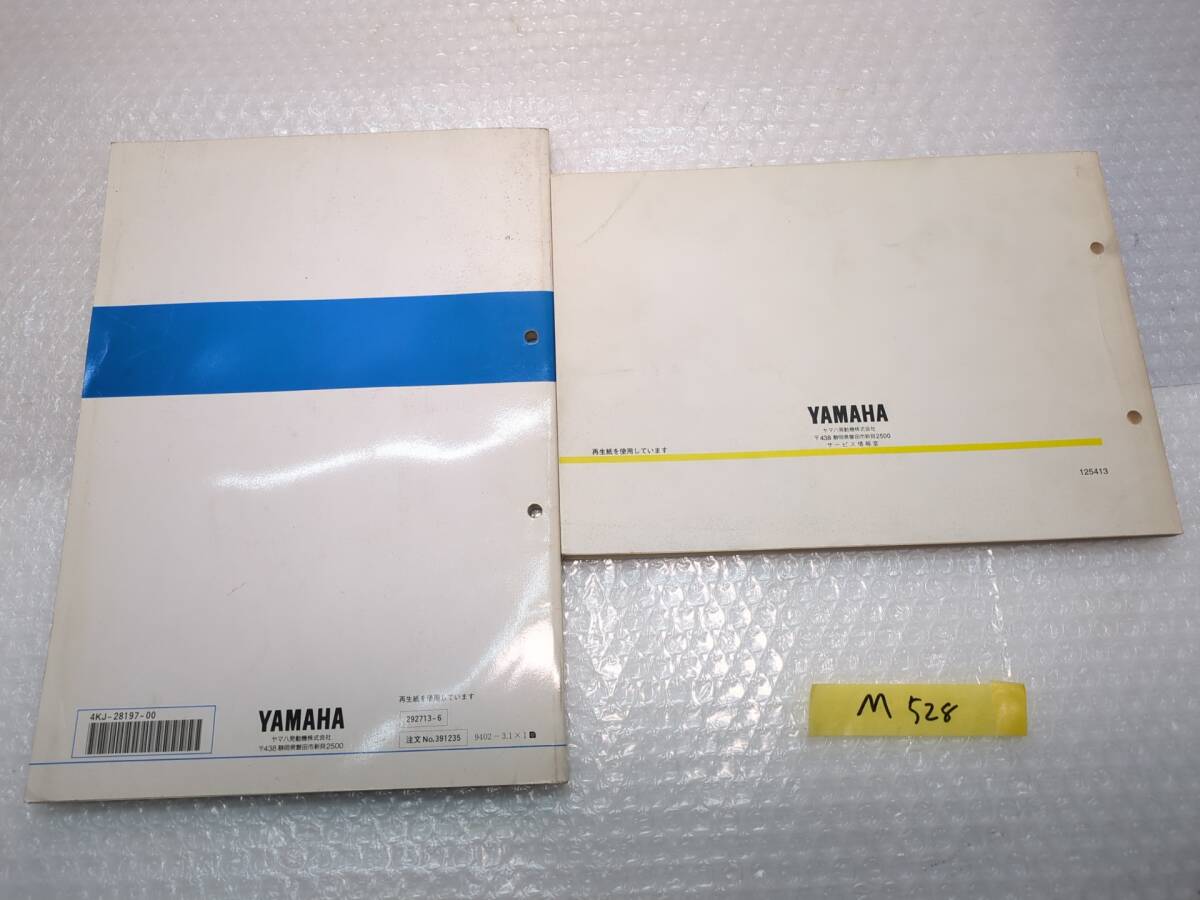 再生紙を使用しています
4KJ-28197-00
YAMAHA
ヤマハ発動機株式会社
〒438 静岡県磐田市新貝2500
292713-6
注文No.391235
9402-3.1×1
YAMAHA
ヤマハ発動機株式会社
〒438 静岡県磐田市新貝2500
サービス情報室
再生紙を使用しています
125413
M 528